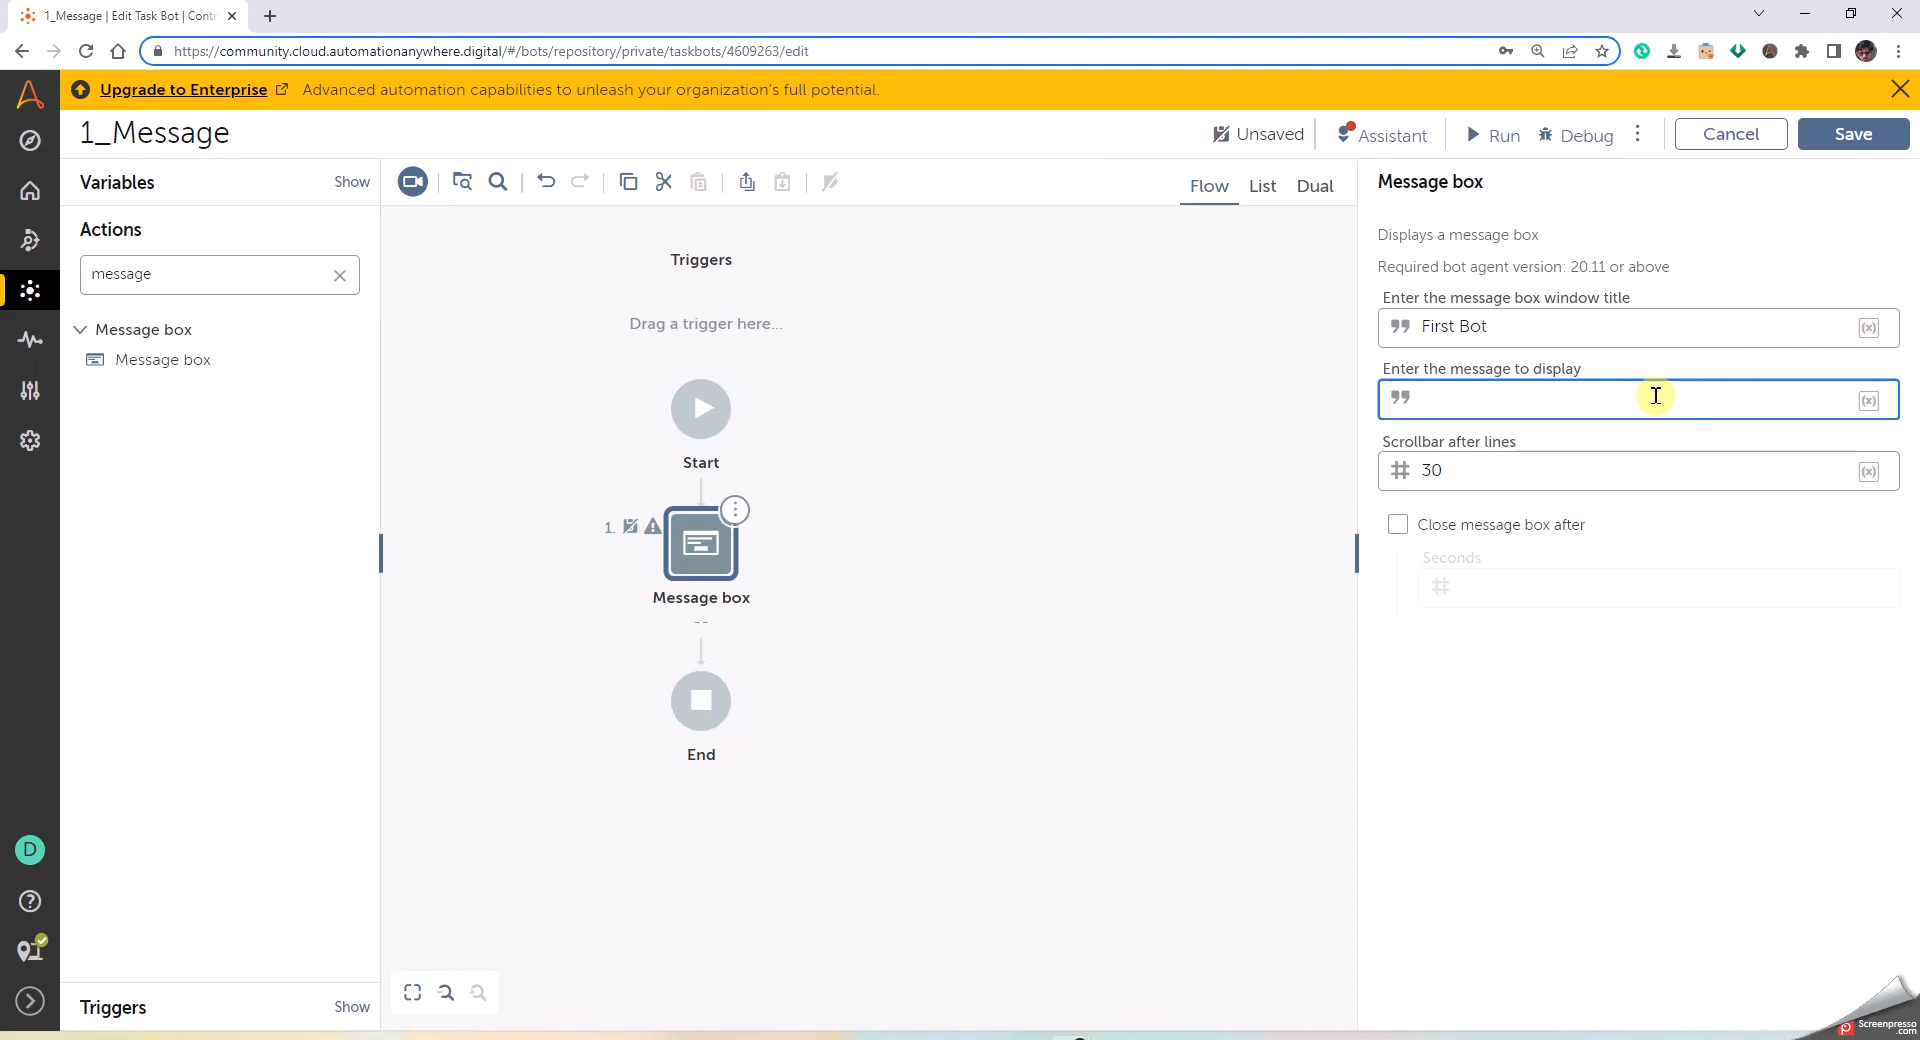 1_Message | Edit Task Bot | Cont
https://community.cloud.automationanywhere.digital/#/bots/repository/private/taskbots/4609263/edit
Upgrade to Enterprise Advanced automation capabilities to unleash your organization's full potential.
1_Message
Unsaved
Assistant
Run
Debug
Cancel
Save
Variables
Show
Actions
message
Message box
Message box
Flow
List
Dual
Triggers
Drag a trigger here...
Start
1.
Message box
--
End
Message box
Displays a message box
Required bot agent version: 20.11 or above
Enter the message box window title
First Bot
(x)
Enter the message to display
(x)
Scrollbar after lines
30
(x)
Close message box after
Seconds
D
Triggers
Show
Screenpresso
.com